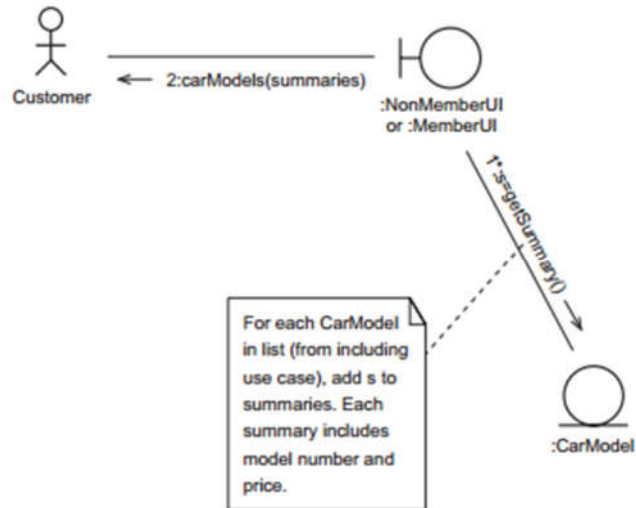 2:carModels(summaries)
Customer
:NonMemberUI
or :MemberUI
1*:s=getSummary()
For each CarModel
in list (from including
use case), add s to
summaries. Each
summary includes
model number and
price.
:CarModel